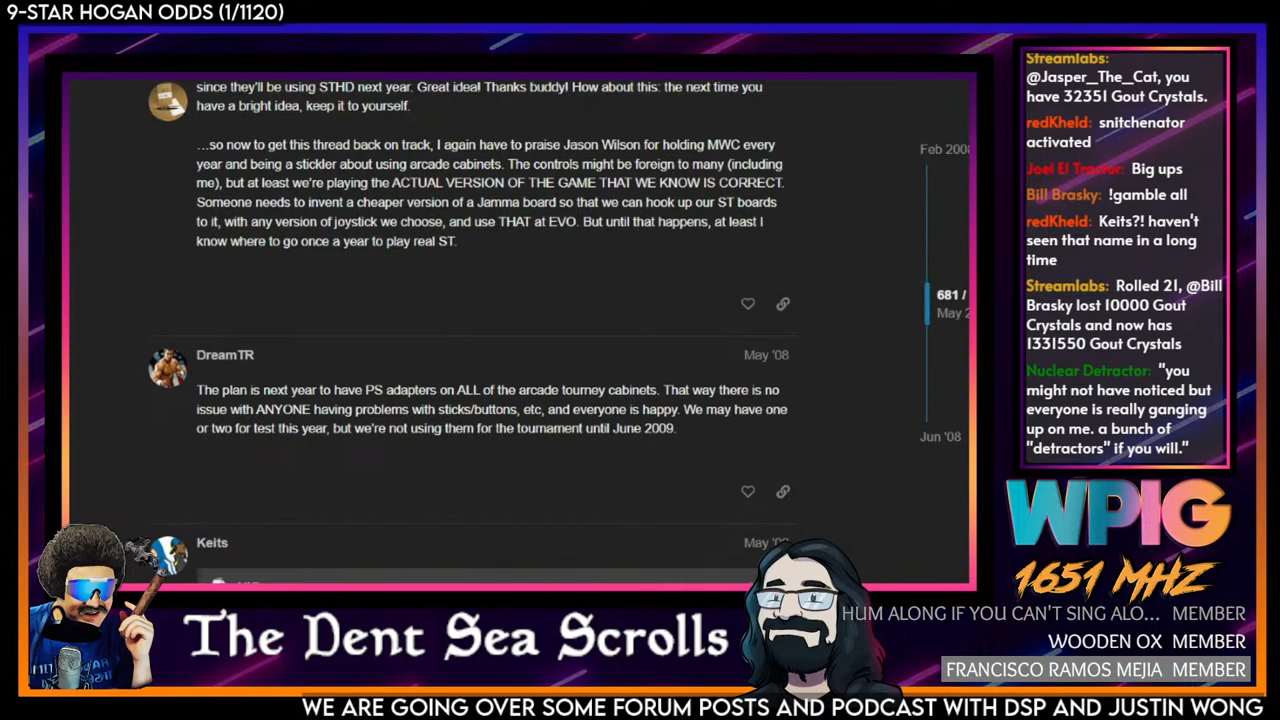 9-STAR HOGAN ODDS (1/1120)
since they'll be using STHD next year. Great idea! Thanks buddy! How about this: the next time you
have a bright idea, keep it to yourself.
...so now to get this thread back on track, I again have to praise Jason Wilson for holding MWC every
year and being a stickler about using arcade cabinets. The controls might be foreign to many (including
me), but at least we're playing the ACTUAL VERSION OF THE GAME THAT WE KNOW IS CORRECT.
Someone needs to invent a cheaper version of a Jamma board so that we can hook up our ST boards
to it, with any version of joystick we choose, and use THAT at EVO. But until that happens, at least I
know where to go once a year to play real ST.
DreamTR
May '08
The plan is next year to have PS adapters on ALL of the arcade tourney cabinets. That way there is no
issue with ANYONE having problems with sticks/buttons, etc, and everyone is happy. We may have one
or two for test this year, but we're not using them for the tournament until June 2009.
Keits
Feb 2008
681 /
May 2
Jun '08
Streamlabs:
@Jasper_The_Cat, you
have 32351 Gout Crystals.
redKheld: snitchenator
activated
Joel El Tractor: Big ups
Bill Brasky: !gamble all
redKheld: Keits?! haven't
seen that name in a long
time
Streamlabs: Rolled 21, @Bill
Brasky lost 10000 Gout
Crystals and now has
1331550 Gout Crystals
Nuclear Detractor: "you
might not have noticed but
everyone is really ganging
up on me. a bunch of
"detractors" if you will."
WPIG
1651 MHZ
The Dent Sea Scrolls
HUM ALONG IF YOU CAN'T SING ALO... MEMBER
WOODEN OX MEMBER
FRANCISCO RAMOS MEJIA MEMBER
WE ARE GOING OVER SOME FORUM POSTS AND PODCAST WITH DSP AND JUSTIN WONG